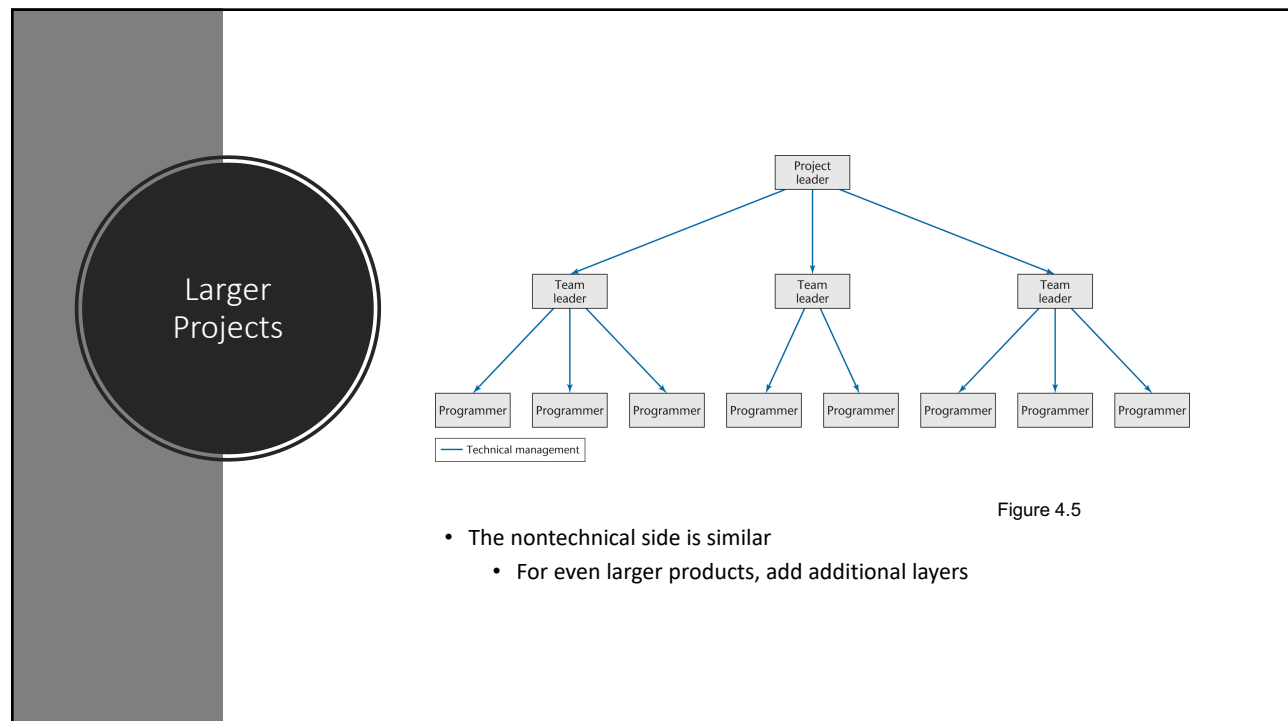 Larger
Projects
Project
leader
Team
leader
Team
leader
Team
leader
Programmer
Programmer
Programmer
Programmer
Programmer
Programmer
Programmer
Programmer
Technical management
Figure 4.5
• The nontechnical side is similar
• For even larger products, add additional layers